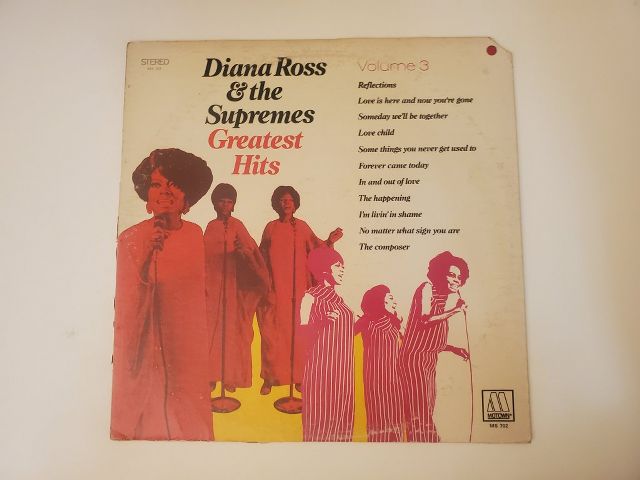 STEREO
Diana Ross
& the
Supremes
Greatest
Hits
Volume 3
Reflections
Love is here and now you're gone
Someday we'll be together
Love child
Some things you never get used to
Forever came today
In and out of love
The happening
I'm livin' in shame
No matter what sign you are
The composer
MOTOWN
MS 702